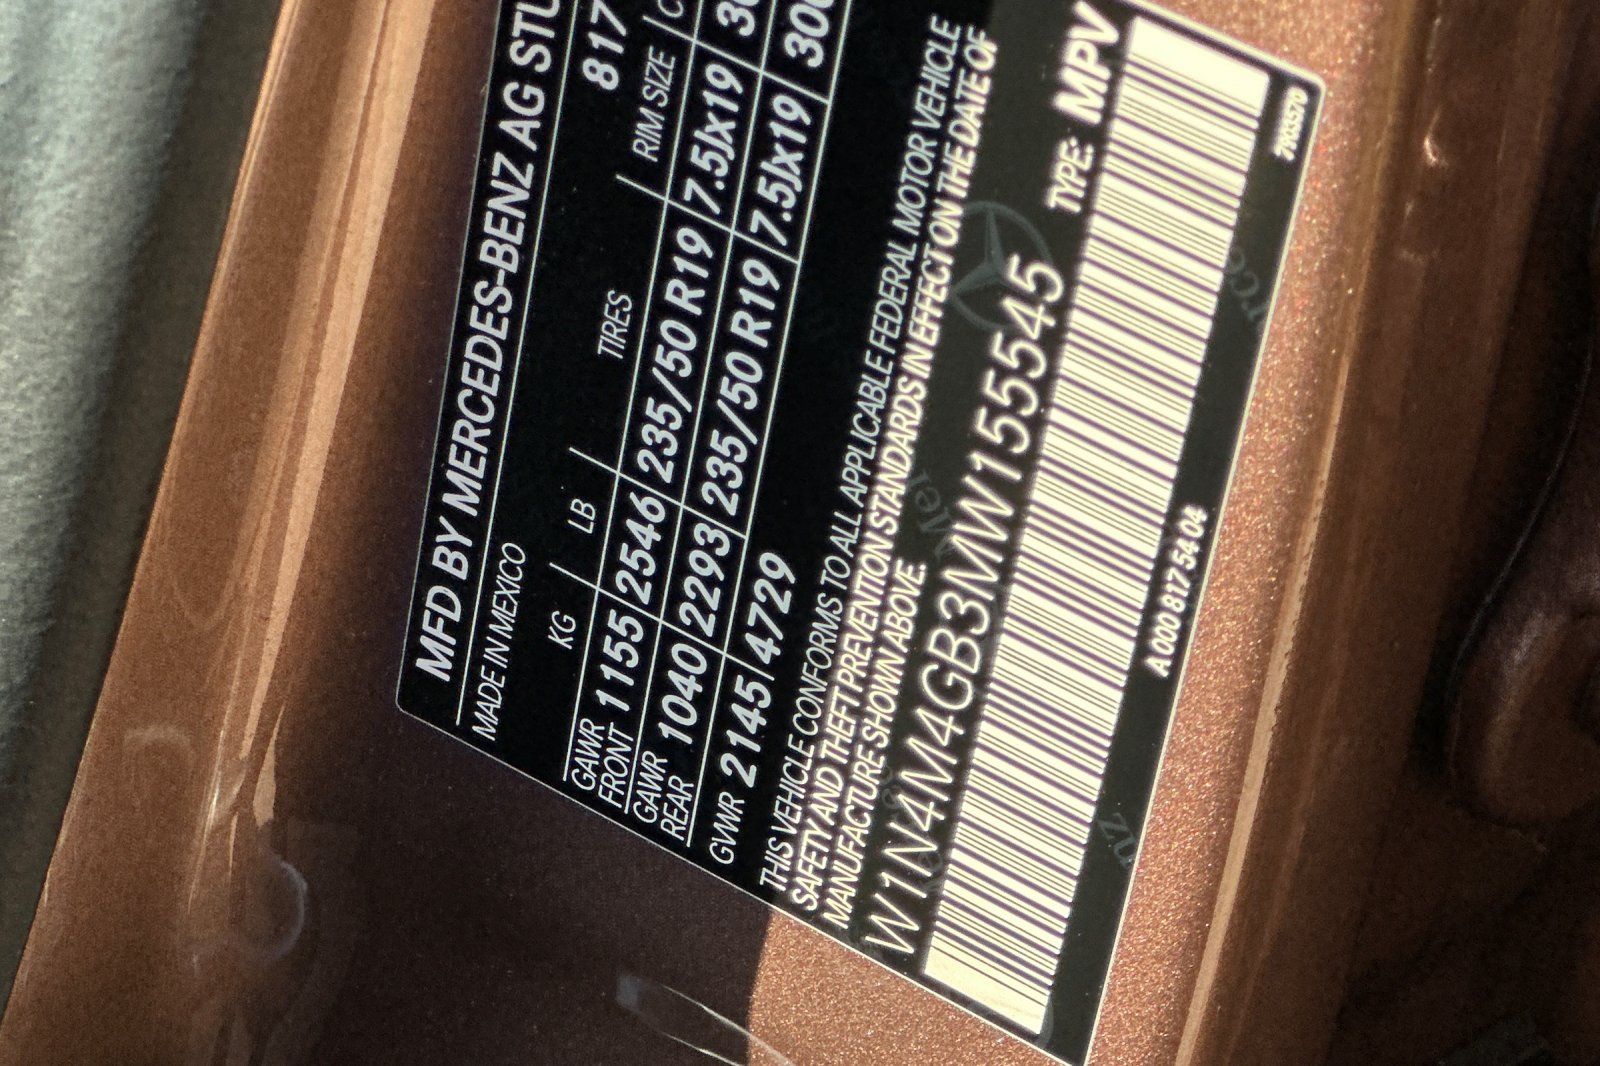 MFD BY MERCEDES-BENZ AG
817
MADE IN MEXICO
KG LB TIRES RIM SIZE
GAWR FRONT 1155 2546 235/50 R19 7.5Jx19
GAWR REAR 1040 2293 235/50 R19 7.5Jx19 300
GVWR 2145 4729
THIS VEHICLE CONFORMS TO ALL APPLICABLE FEDERAL MOTOR VEHICLE
SAFETY AND THEFT PREVENTION STANDARDS IN EFFECT ON THE DATE OF
MANUFACTURE SHOWN ABOVE.
W1N4M4GB3MW155545 TYPE: MPV
A 000 817 54 04